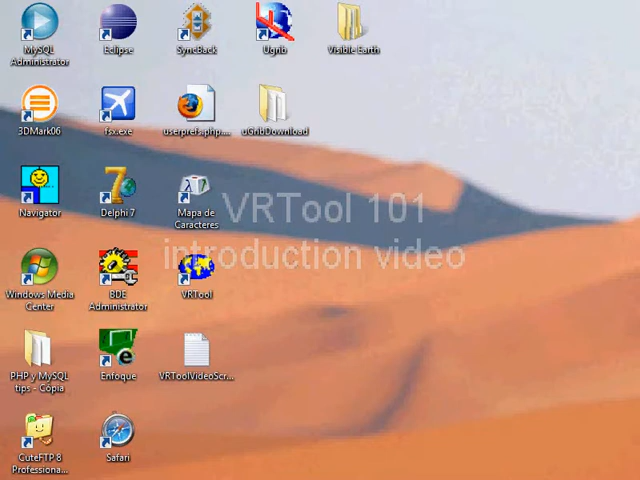 MySQL
Administrator
Eclipse
SyncBack
Ugrib
Visible Earth
3DMark06
fsx.exe
userprefs.php....
uGribDownload
Navigator
Delphi 7
Mapa de
Caracteres
VRTool 101
introduction video
Windows Media
Center
BDE
Administrator
VRTool
PHP y MySQL
tips - Cópia
Enfoque
VRToolVideoScr...
CuteFTP 8
Professiona...
Safari